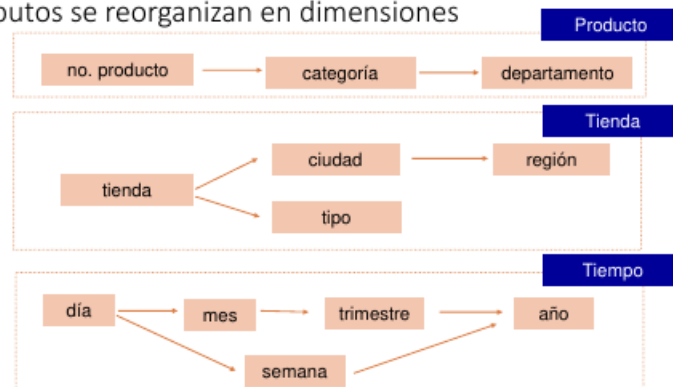 se reorganizan en dimensiones
Producto
no. producto
categoría
departamento
Tienda
ciudad
región
tienda
tipo
Tiempo
día
mes
trimestre
año
semana